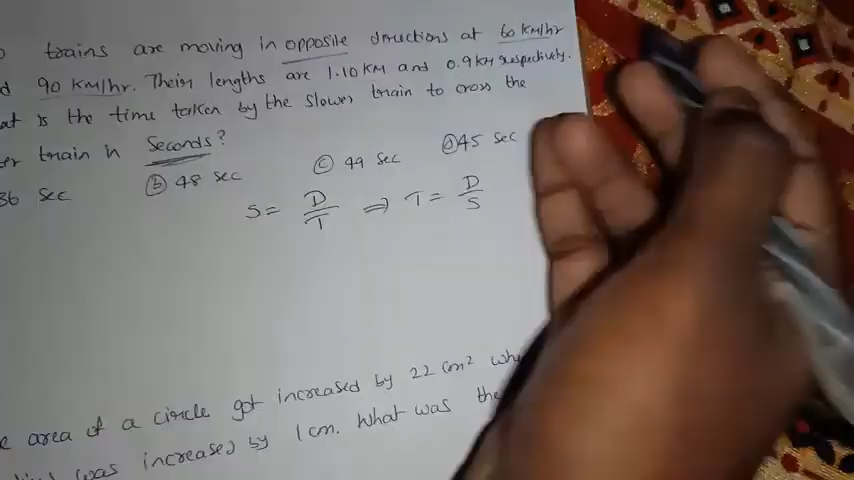 trains are moving in opposite directions at 60 KM/hr
90 KM/hr. Their lengths are 1.10 KM and 0.9 KM respectively.
is the time taken by the slower train to cross the
train in Seconds?
36 Sec (b) 48 Sec (c) 49 Sec (d) 45 Sec
S = D/T ⇒ T = D/S
area of a circle got increased by 22 cm²
was increased by 1 cm. What was the